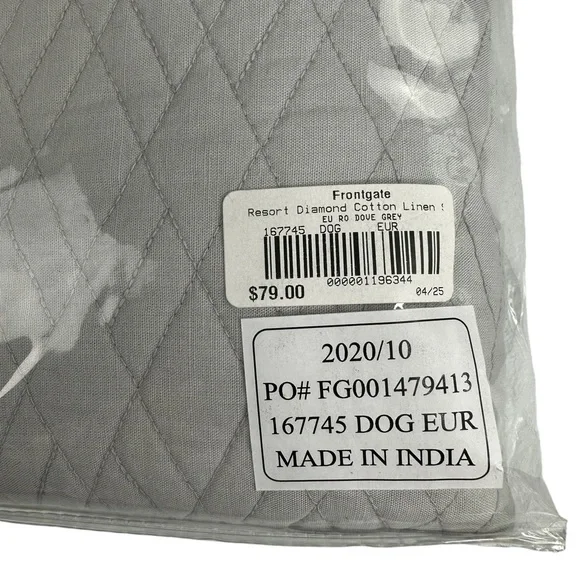 Frontgate
Resort Diamond Cotton Linen
EU RO DOVE GREY
167745 DOG EUR
000001196344
$79.00 04/25
2020/10
PO# FG001479413
167745 DOG EUR
MADE IN INDIA